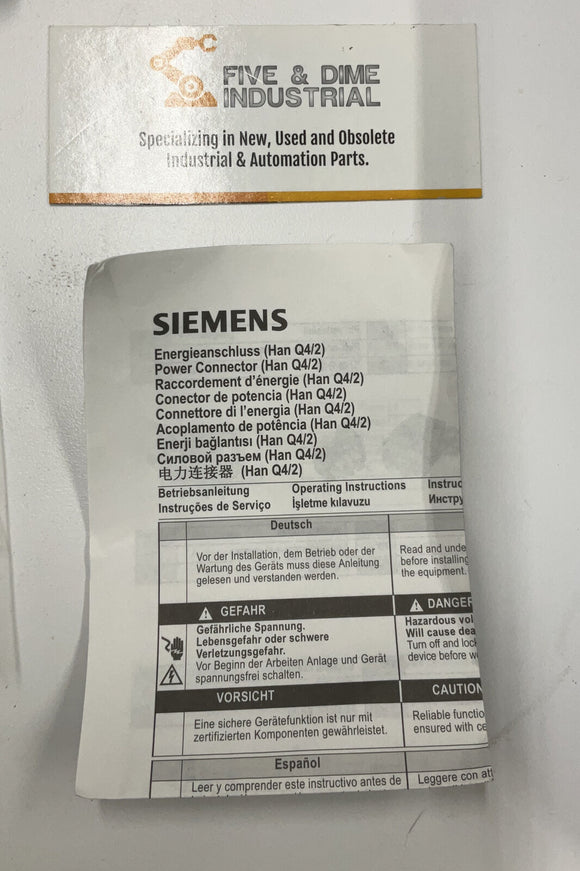 FIVE & DIME
INDUSTRIAL
Specializing in New, Used and Obsolete
Industrial & Automation Parts.
SIEMENS
Energieanschluss (Han Q4/2)
Power Connector (Han Q4/2)
Raccordement d'énergie (Han Q4/2)
Conector de potencia (Han Q4/2)
Connettore di l'energia (Han Q4/2)
Acoplamento de potência (Han Q4/2)
Enerji bağlantısı (Han Q4/2)
Силовой разъем (Han Q4/2)
电力连接器 (Han Q4/2)
Betriebsanleitung Operating Instructions Instruc
Instruções de Serviço İşletme kılavuzu Инстру
Deutsch
Vor der Installation, dem Betrieb oder der
Wartung des Geräts muss diese Anleitung
gelesen und verstanden werden.
Read and unde
before installing
the equipment.
GEFAHR
DANGER
Gefährliche Spannung.
Lebensgefahr oder schwere
Verletzungsgefahr.
Vor Beginn der Arbeiten Anlage und Gerät
spannungsfrei schalten.
Hazardous vol
Will cause dea
Turn off and loc
device before w
VORSICHT
CAUTION
Eine sichere Gerätefunktion ist nur mit
zertifizierten Komponenten gewährleistet.
Reliable functio
ensured with ce
Español
Leer y comprender este instructivo antes de
Leggere con att